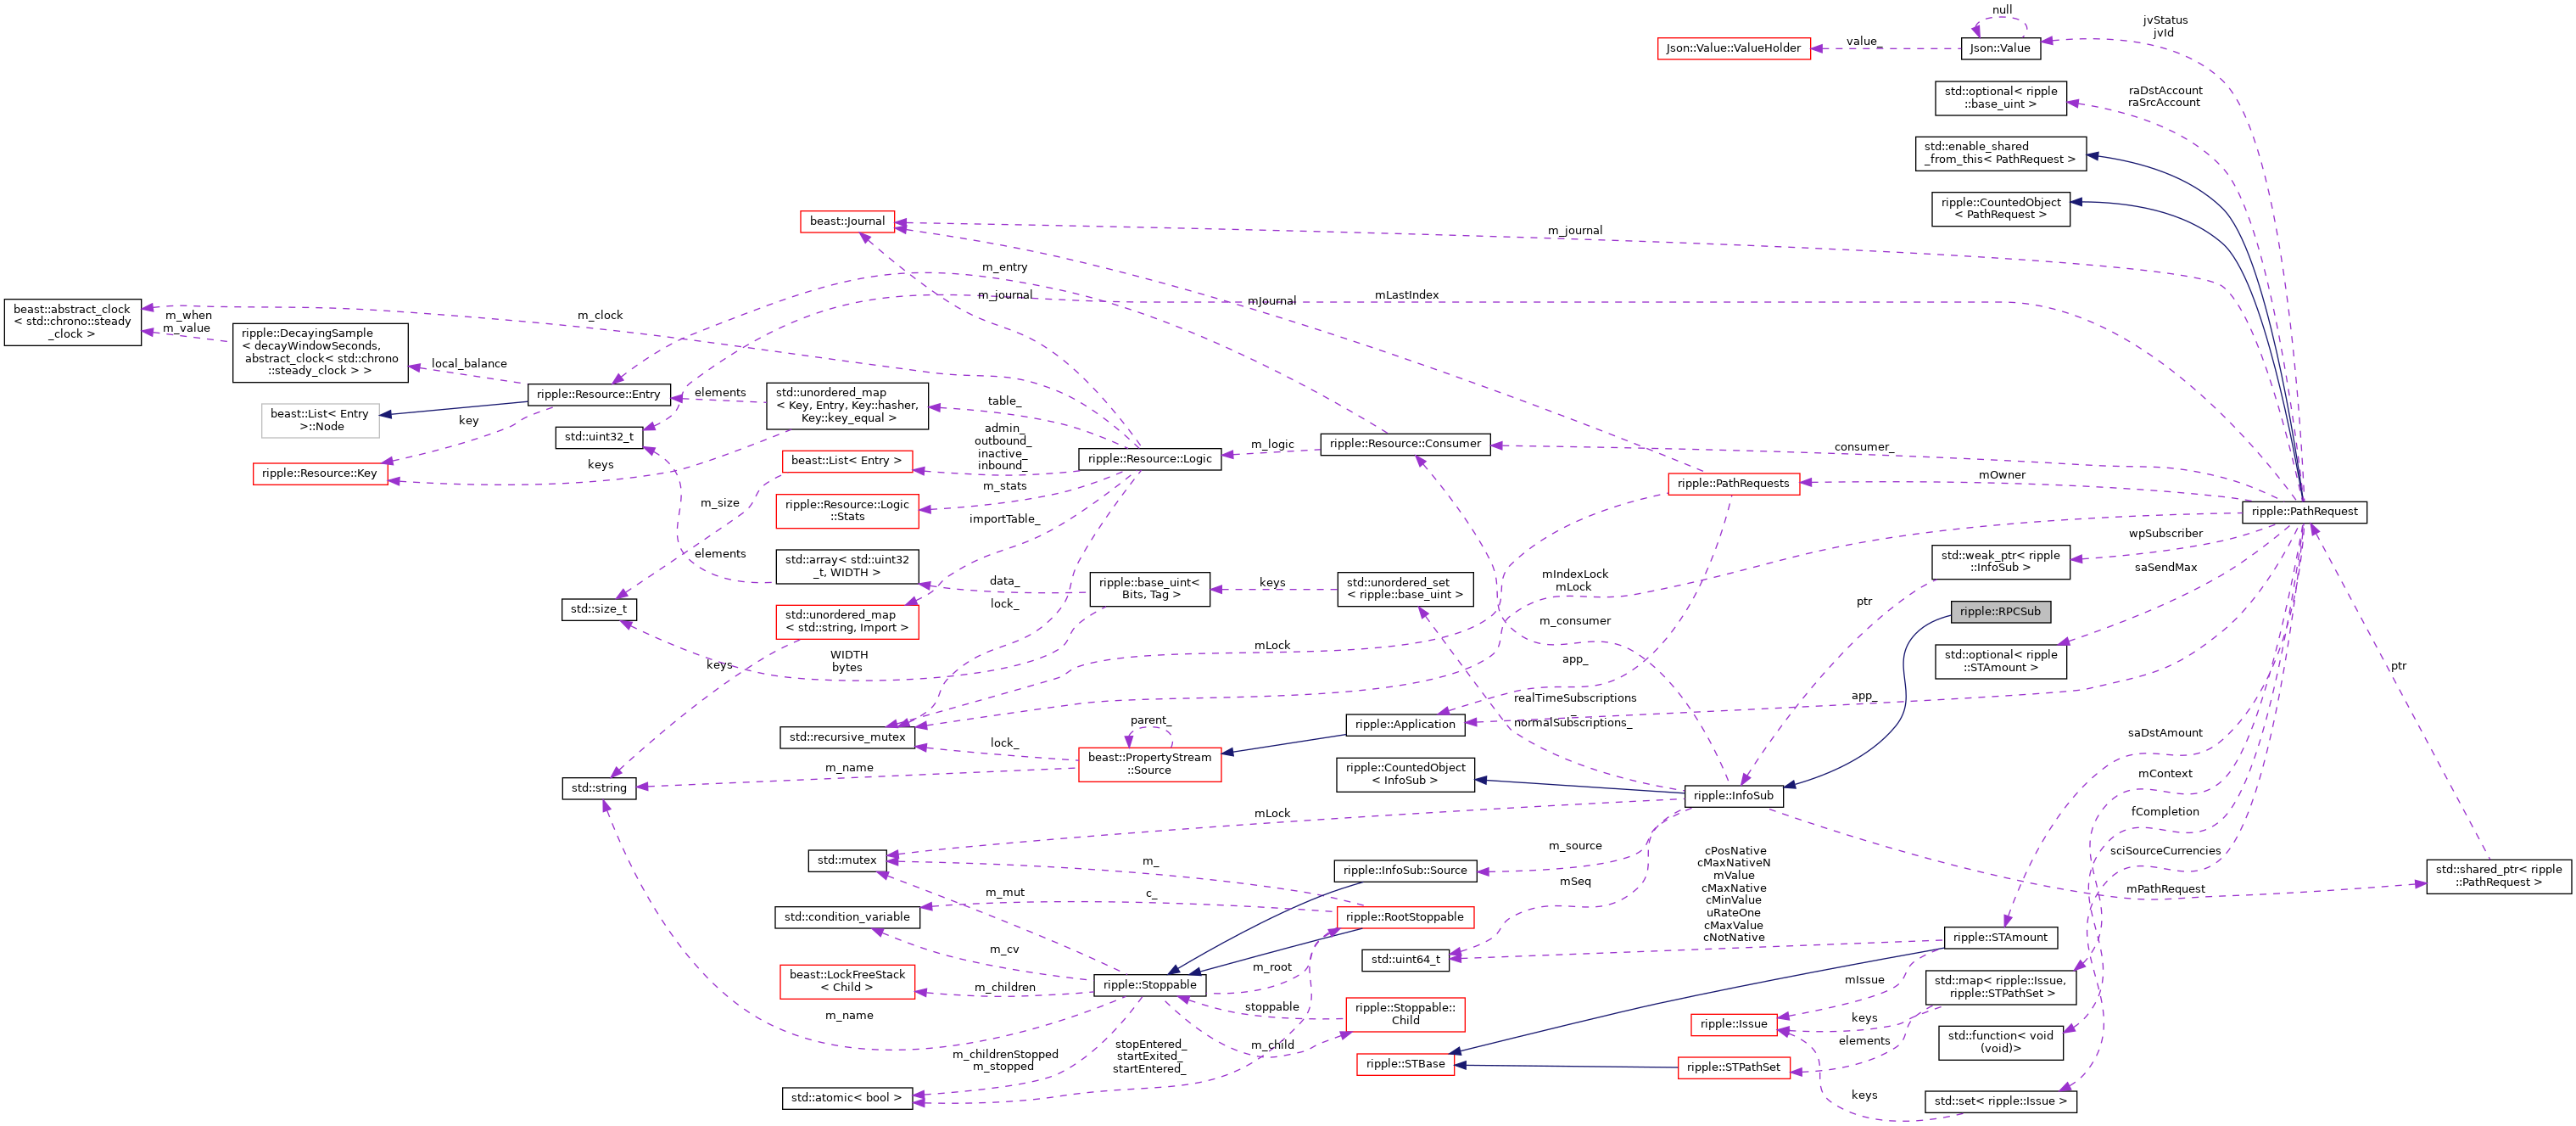 null
jvStatus
jvId
Json::Value::ValueHolder
value_
Json::Value
std::optional< ripple
::base_uint >
raDstAccount
raSrcAccount
std::enable_shared
_from_this< PathRequest >
ripple::CountedObject
< PathRequest >
beast::Journal
m_journal
m_entry
m_journal
mJournal
mLastIndex
beast::abstract_clock
< std::chrono::steady
_clock >
m_when
m_value
m_clock
ripple::DecayingSample
< decayWindowSeconds,
abstract_clock< std::chrono
::steady_clock > >
local_balance
ripple::Resource::Entry
elements
std::unordered_map
< Key, Entry, Key::hasher,
Key::key_equal >
table_
beast::List< Entry
>::Node
key
std::uint32_t
admin_
outbound_
inactive_
inbound_
m_logic
ripple::Resource::Consumer
consumer_
ripple::Resource::Key
keys
beast::List< Entry >
ripple::Resource::Logic
m_stats
mOwner
ripple::PathRequests
m_size
ripple::Resource::Logic
::Stats
importTable_
ripple::PathRequest
wpSubscriber
elements
std::array< std::uint32
_t, WIDTH >
data_
ripple::base_uint<
Bits, Tag >
keys
std::unordered_set
< ripple::base_uint >
mIndexLock
mLock
std::weak_ptr< ripple
::InfoSub >
saSendMax
std::size_t
lock_
std::unordered_map
< std::string, Import >
m_consumer
ptr
ripple::RPCSub
keys
WIDTH
bytes
mLock
app_
std::optional< ripple
::STAmount >
ptr
realTimeSubscriptions
_
normalSubscriptions_
app_
std::recursive_mutex
lock_
parent_
ripple::Application
saDstAmount
beast::PropertyStream
::Source
m_name
std::string
ripple::CountedObject
< InfoSub >
mContext
ripple::InfoSub
mLock
fCompletion
std::mutex
m_
m_source
cPosNative
cMaxNativeN
mValue
cMaxNative
cMinValue
uRateOne
cMaxValue
cNotNative
sciSourceCurrencies
ripple::InfoSub::Source
mSeq
mPathRequest
std::shared_ptr< ripple
::PathRequest >
m_mut
c_
std::condition_variable
ripple::RootStoppable
m_cv
ripple::STAmount
std::uint64_t
m_root
beast::LockFreeStack
< Child >
m_children
ripple::Stoppable
mIssue
std::map< ripple::Issue,
ripple::STPathSet >
stoppable
ripple::Stoppable::
Child
m_name
ripple::Issue
keys
m_child
elements
std::function< void
(void)>
m_childrenStopped
m_stopped
stopEntered_
startExited_
startEntered_
ripple::STBase
ripple::STPathSet
std::atomic< bool >
keys
std::set< ripple::Issue >